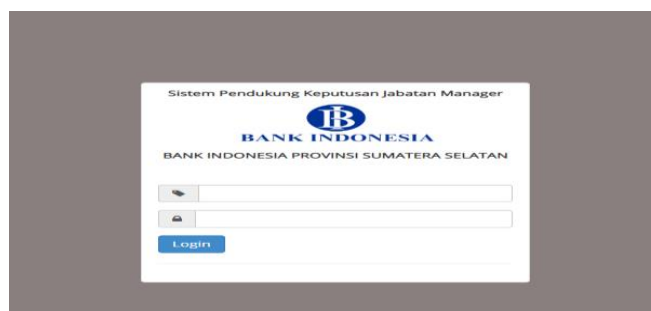 Sistem Pendukung Keputusan Jabatan Manager
BANK INDONESIA
BANK INDONESIA PROVINSI SUMATERA SELATAN
Login